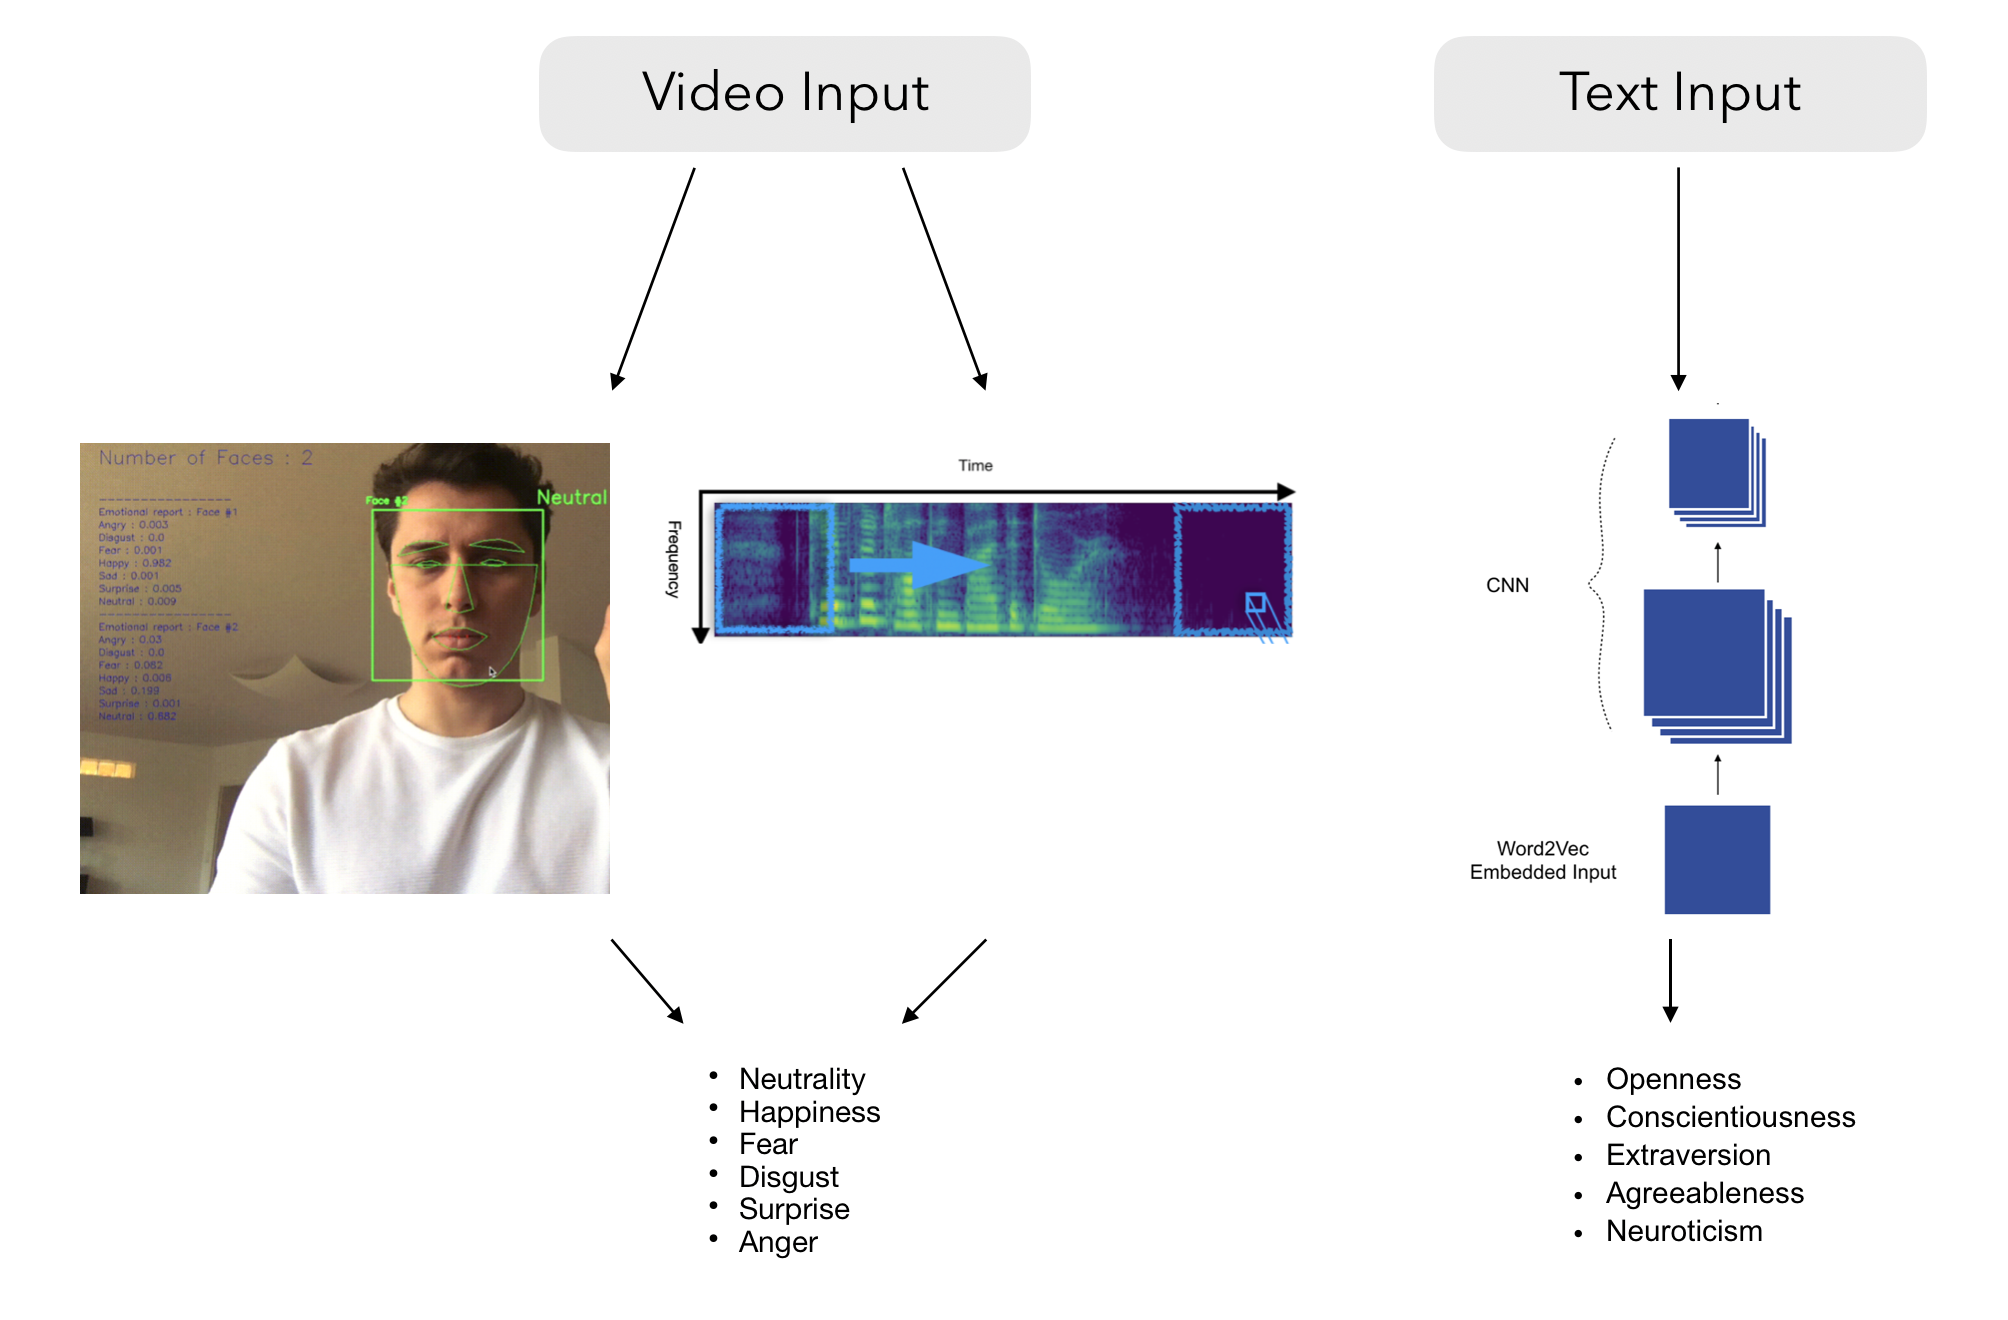 Video Input
Text Input
Number of Faces : 2
----------------
Emotional report : Face #1
Angry : 0.003
Disgust : 0.0
Fear : 0.001
Happy : 0.982
Sad : 0.001
Surprise : 0.005
Neutral : 0.009
----------------
Emotional report : Face #2
Angry : 0.03
Disgust : 0.0
Fear : 0.082
Happy : 0.006
Sad : 0.199
Surprise : 0.001
Neutral : 0.682
Face #2
Neutral
Time
Frequency
CNN
Word2Vec
Embedded Input
• Neutrality
• Happiness
• Fear
• Disgust
• Surprise
• Anger
• Openness
• Conscientiousness
• Extraversion
• Agreeableness
• Neuroticism